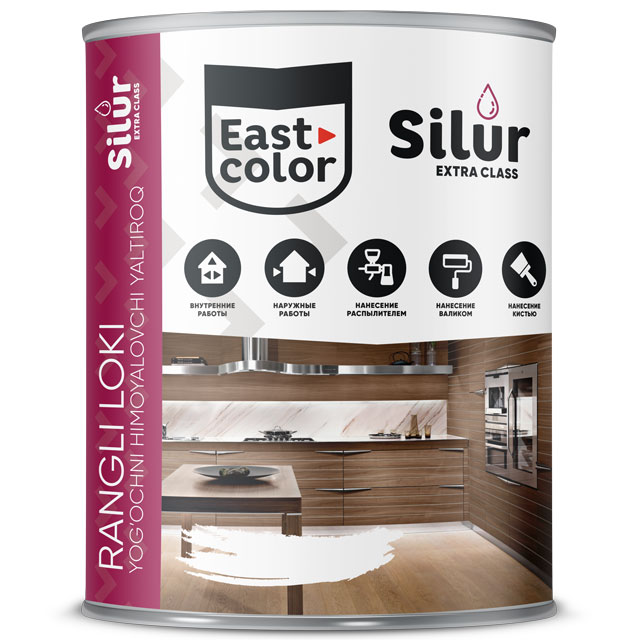 Silur
EXTRA CLASS
RANGLI LOKI
YOG'OCHNI HIMOYALOVCHI YALTIROQ
East
color
Silur
EXTRA CLASS
ВНУТРЕННИЕ
РАБОТЫ
НАРУЖНЫЕ
РАБОТЫ
НАНЕСЕНИЕ
РАСПЫЛИТЕЛЕМ
НАНЕСЕНИЕ
ВАЛИКОМ
НАНЕСЕНИЕ
КИСТЬЮ